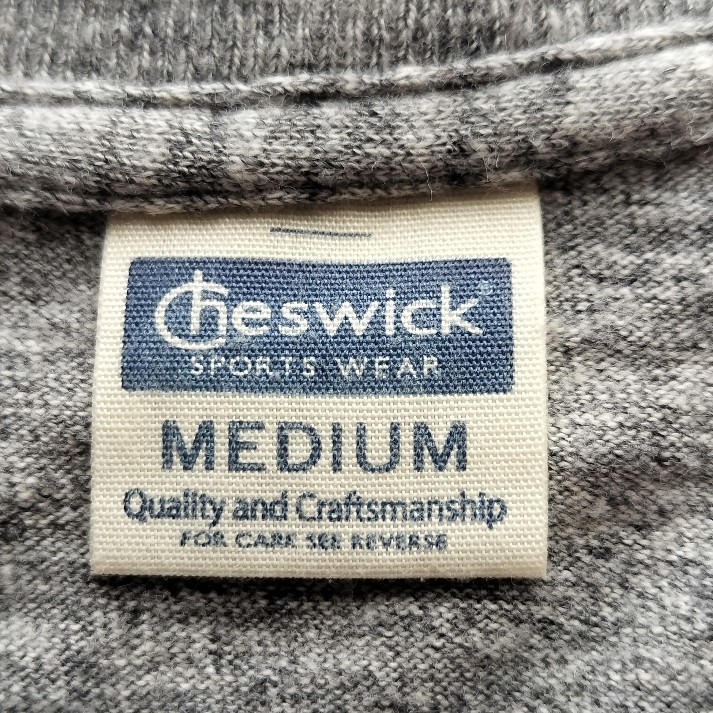 Cheswick®
SPORTS WEAR
MEDIUM
Quality and Craftsmanship
FOR CARE SEE REVERSE